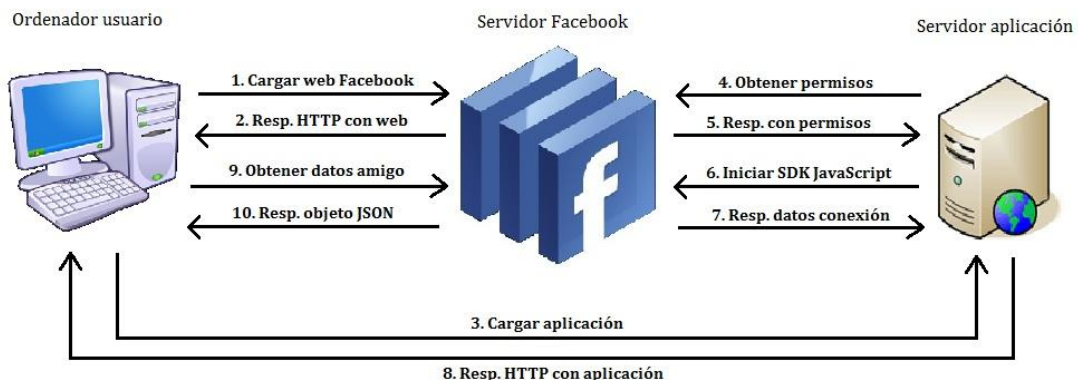 Ordenador usuario
Servidor Facebook
Servidor aplicación
1. Cargar web Facebook
2. Resp. HTTP con web
9. Obtener datos amigo
10. Resp. objeto JSON
4. Obtener permisos
5. Resp. con permisos
6. Iniciar SDK JavaScript
7. Resp. datos conexión
f
3. Cargar aplicación
8. Resp. HTTP con aplicación